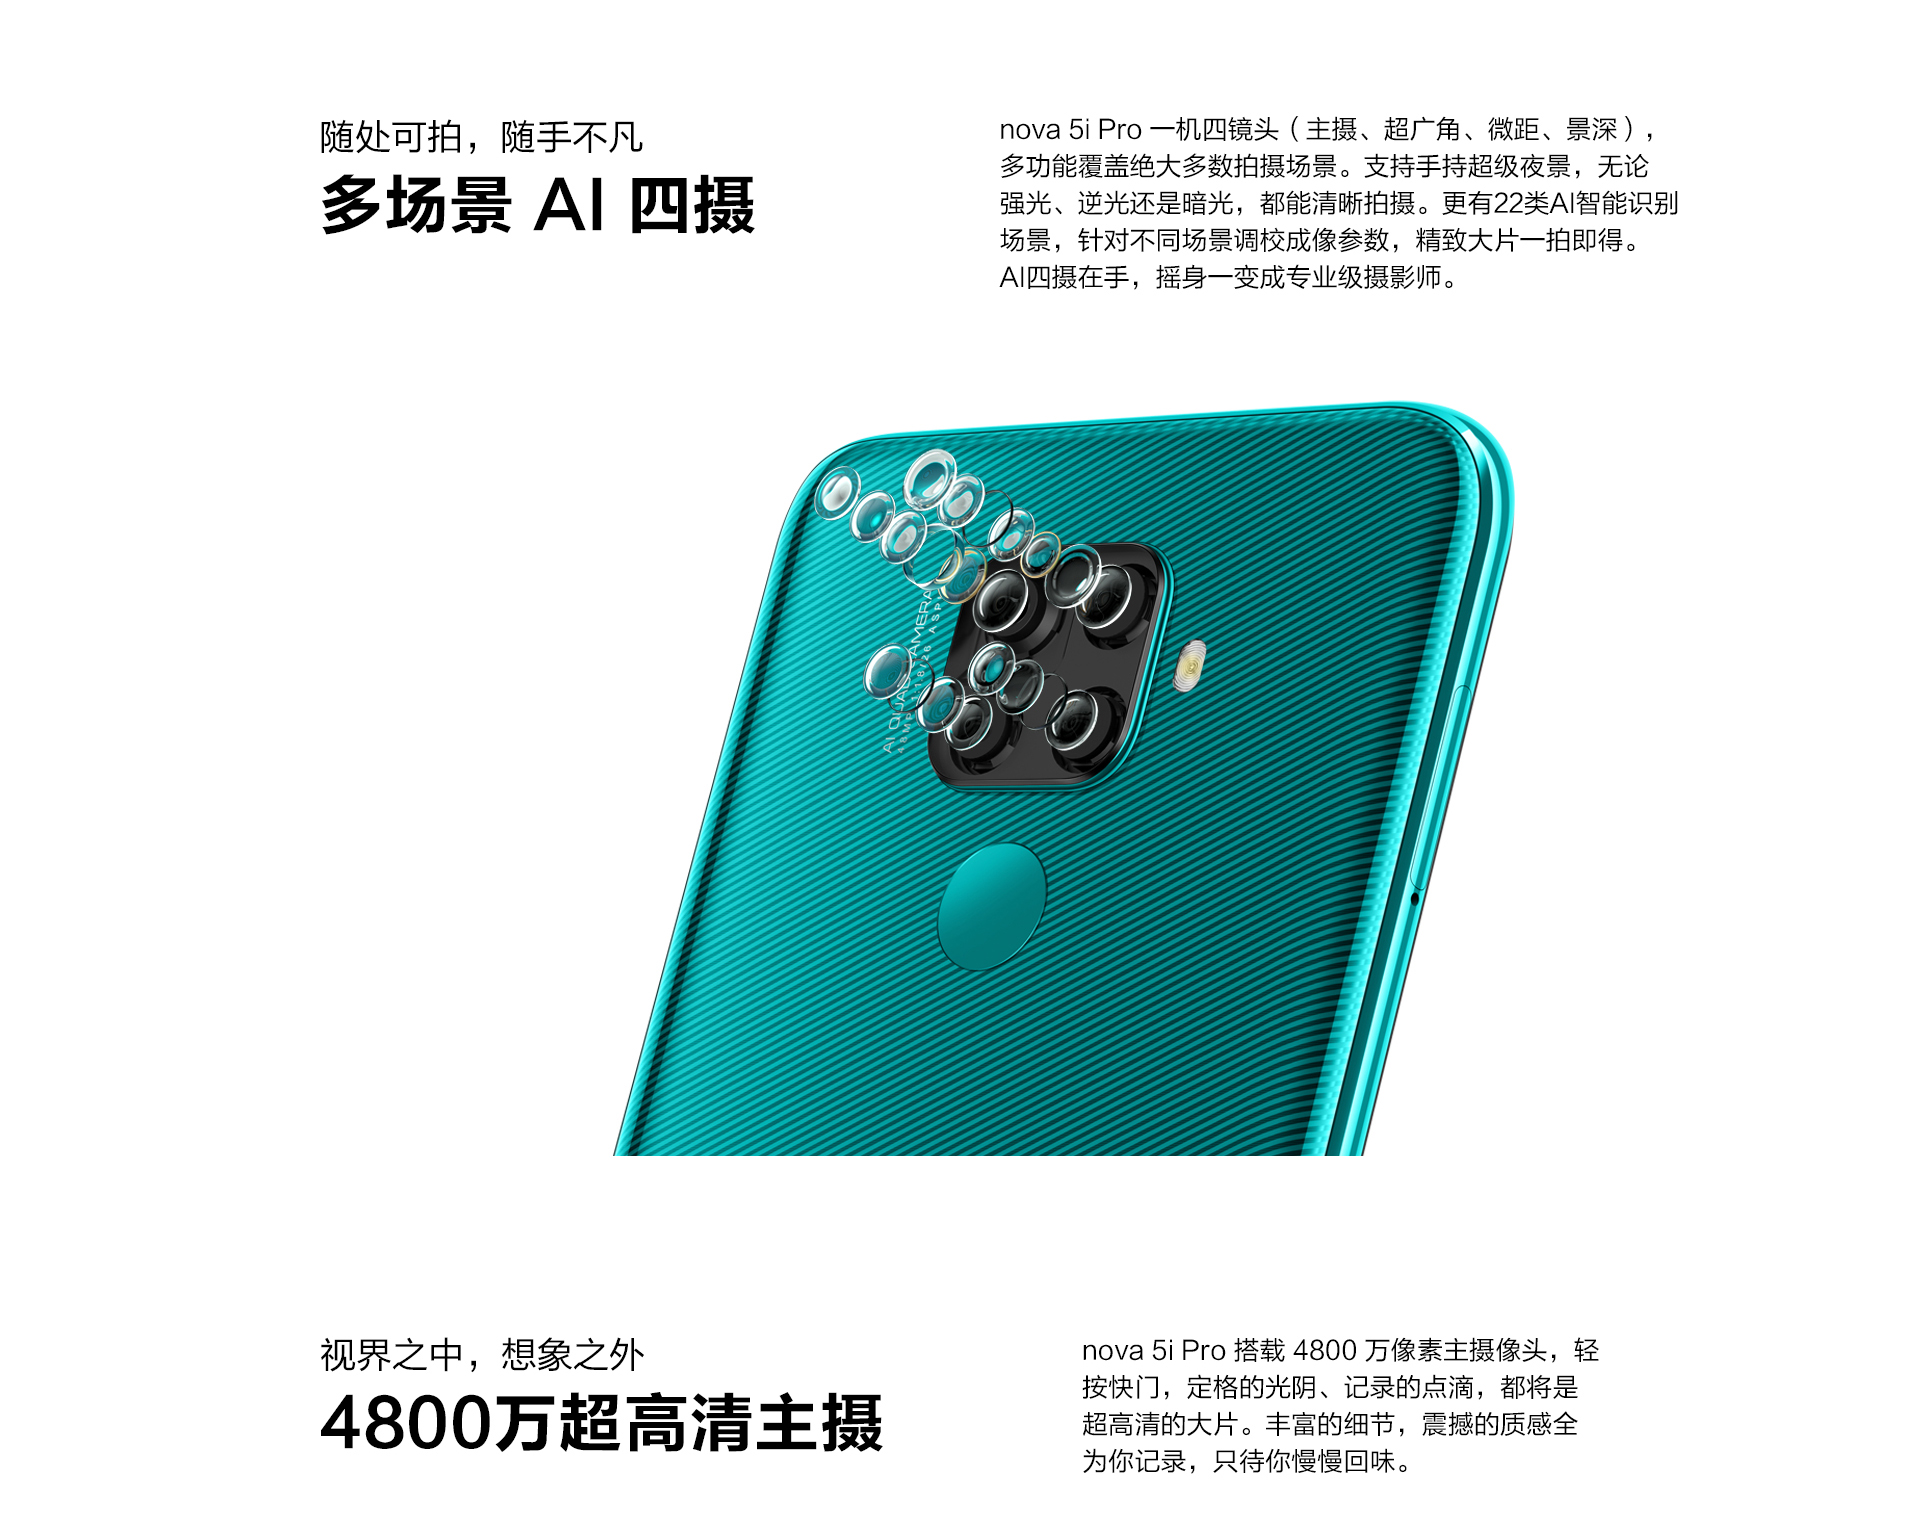 随处可拍，随手不凡
多场景 AI 四摄
nova 5i Pro 一机四镜头（主摄、超广角、微距、景深），
多功能覆盖绝大多数拍摄场景。支持手持超级夜景，无论
强光、逆光还是暗光，都能清晰拍摄。更有22类AI智能识别
场景，针对不同场景调校成像参数，精致大片一拍即得。
AI四摄在手，摇身一变成专业级摄影师。
视界之中，想象之外
4800万超高清主摄
nova 5i Pro 搭载 4800 万像素主摄像头，轻
按快门，定格的光阴、记录的点滴，都将是
超高清的大片。丰富的细节，震撼的质感全
为你记录，只待你慢慢回味。